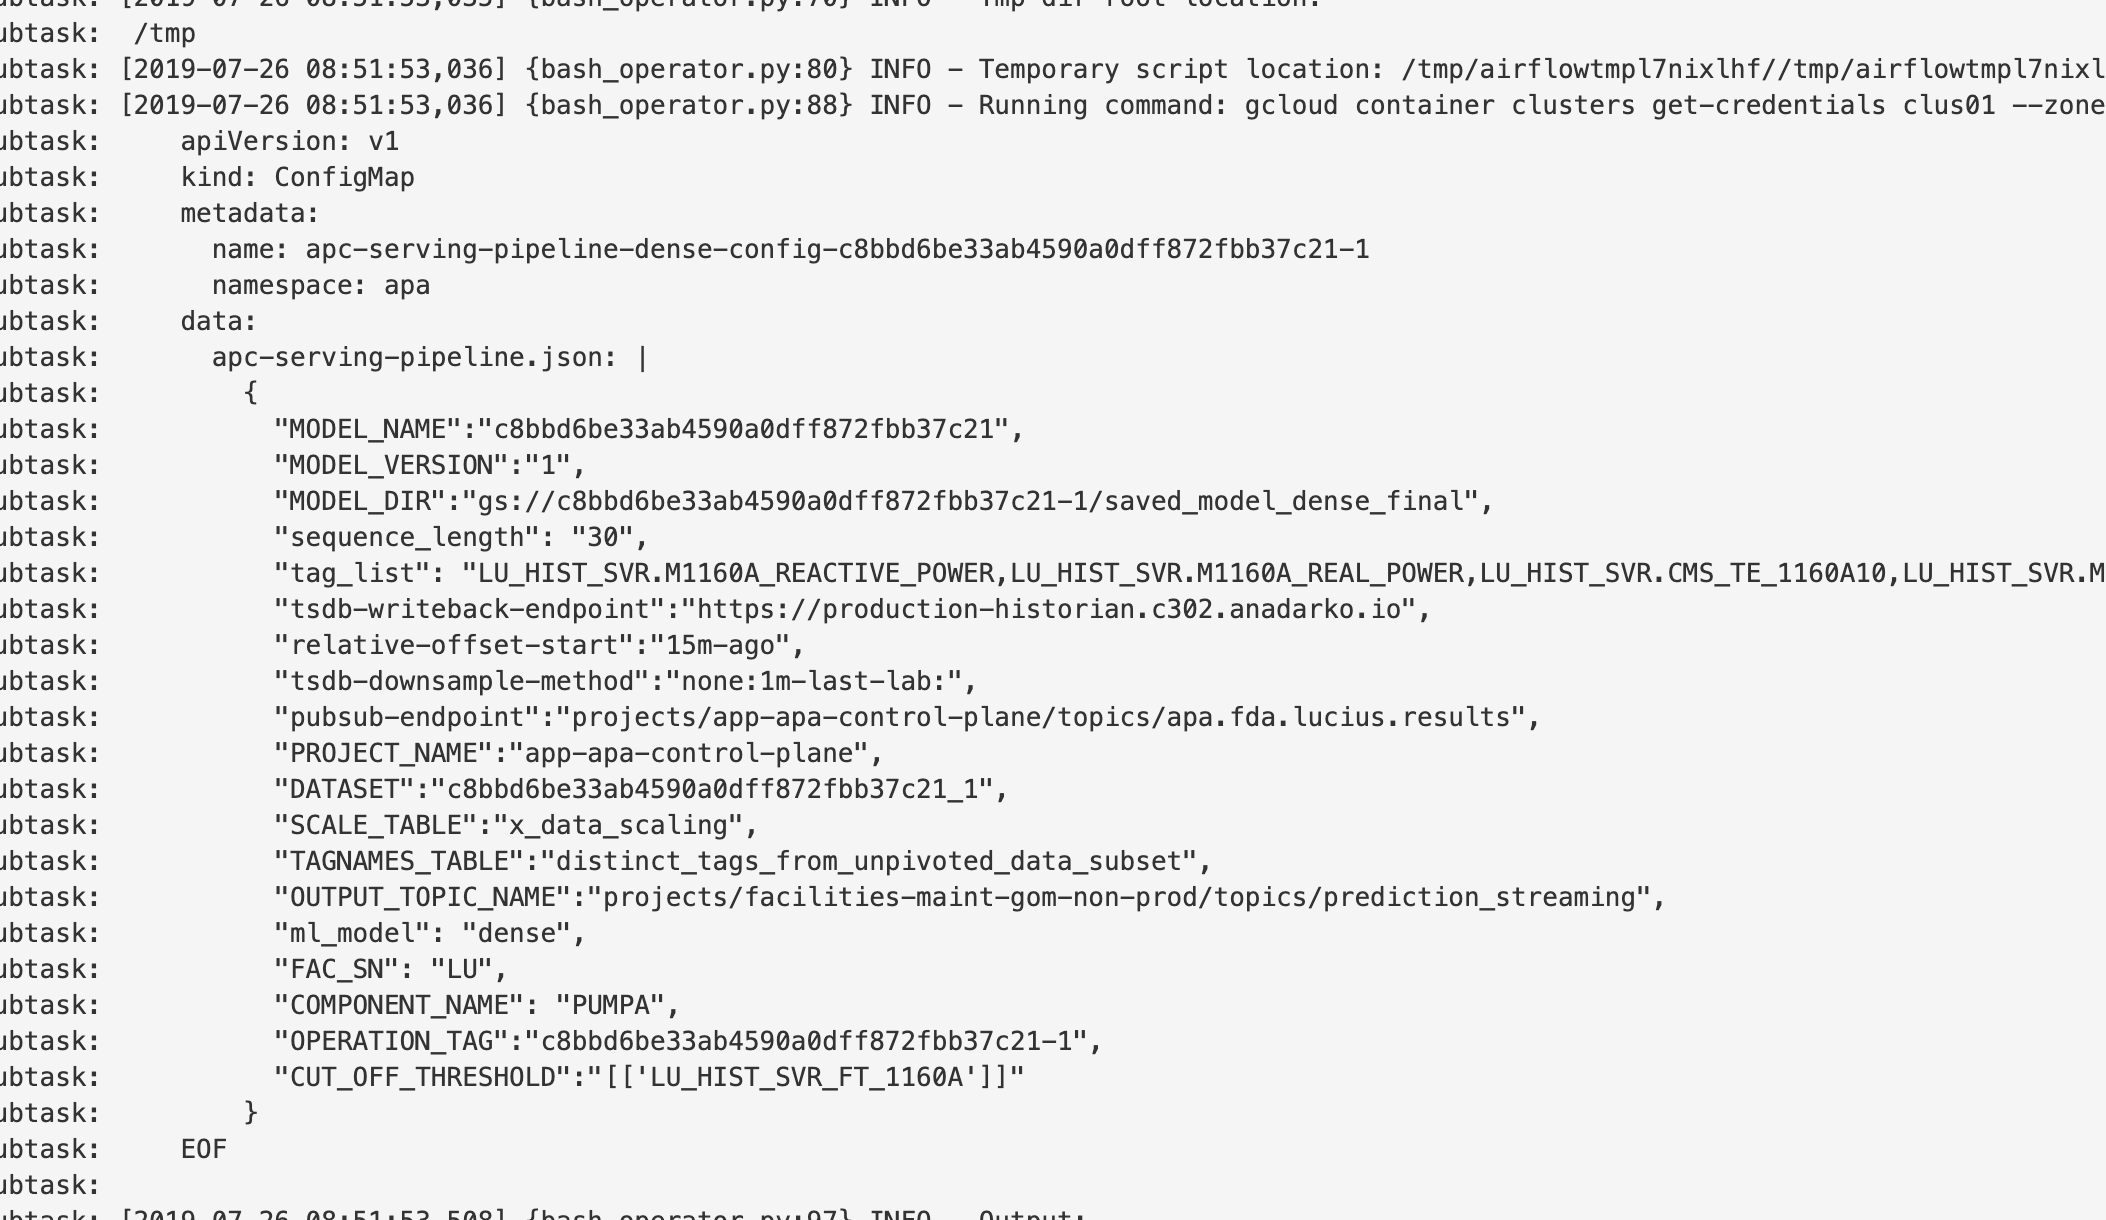 ubtask: [2019-07-26 08:51:53,035] {bash_operator.py:70} INFO - Tmp dir root location:
ubtask:  /tmp
ubtask: [2019-07-26 08:51:53,036] {bash_operator.py:80} INFO - Temporary script location: /tmp/airflowtmpl7nixlhf//tmp/airflowtmpl7nixl
ubtask: [2019-07-26 08:51:53,036] {bash_operator.py:88} INFO - Running command: gcloud container clusters get-credentials clus01 --zone
ubtask:     apiVersion: v1
ubtask:     kind: ConfigMap
ubtask:     metadata:
ubtask:       name: apc-serving-pipeline-dense-config-c8bbd6be33ab4590a0dff872fbb37c21-1
ubtask:       namespace: apa
ubtask:     data:
ubtask:       apc-serving-pipeline.json: |
ubtask:         {
ubtask:           "MODEL_NAME":"c8bbd6be33ab4590a0dff872fbb37c21",
ubtask:           "MODEL_VERSION":"1",
ubtask:           "MODEL_DIR":"gs://c8bbd6be33ab4590a0dff872fbb37c21-1/saved_model_dense_final",
ubtask:           "sequence_length": "30",
ubtask:           "tag_list": "LU_HIST_SVR.M1160A_REACTIVE_POWER,LU_HIST_SVR.M1160A_REAL_POWER,LU_HIST_SVR.CMS_TE_1160A10,LU_HIST_SVR.M
ubtask:           "tsdb-writeback-endpoint":"https://production-historian.c302.anadarko.io",
ubtask:           "relative-offset-start":"15m-ago",
ubtask:           "tsdb-downsample-method":"none:1m-last-lab:",
ubtask:           "pubsub-endpoint":"projects/app-apa-control-plane/topics/apa.fda.lucius.results",
ubtask:           "PROJECT_NAME":"app-apa-control-plane",
ubtask:           "DATASET":"c8bbd6be33ab4590a0dff872fbb37c21_1",
ubtask:           "SCALE_TABLE":"x_data_scaling",
ubtask:           "TAGNAMES_TABLE":"distinct_tags_from_unpivoted_data_subset",
ubtask:           "OUTPUT_TOPIC_NAME":"projects/facilities-maint-gom-non-prod/topics/prediction_streaming",
ubtask:           "ml_model": "dense",
ubtask:           "FAC_SN": "LU",
ubtask:           "COMPONENT_NAME": "PUMPA",
ubtask:           "OPERATION_TAG":"c8bbd6be33ab4590a0dff872fbb37c21-1",
ubtask:           "CUT_OFF_THRESHOLD":"[['LU_HIST_SVR_FT_1160A']]"
ubtask:         }
ubtask:     EOF
ubtask:
ubtask: [2019-07-26 08:51:53,508] {bash_operator.py:97} INFO - Output: